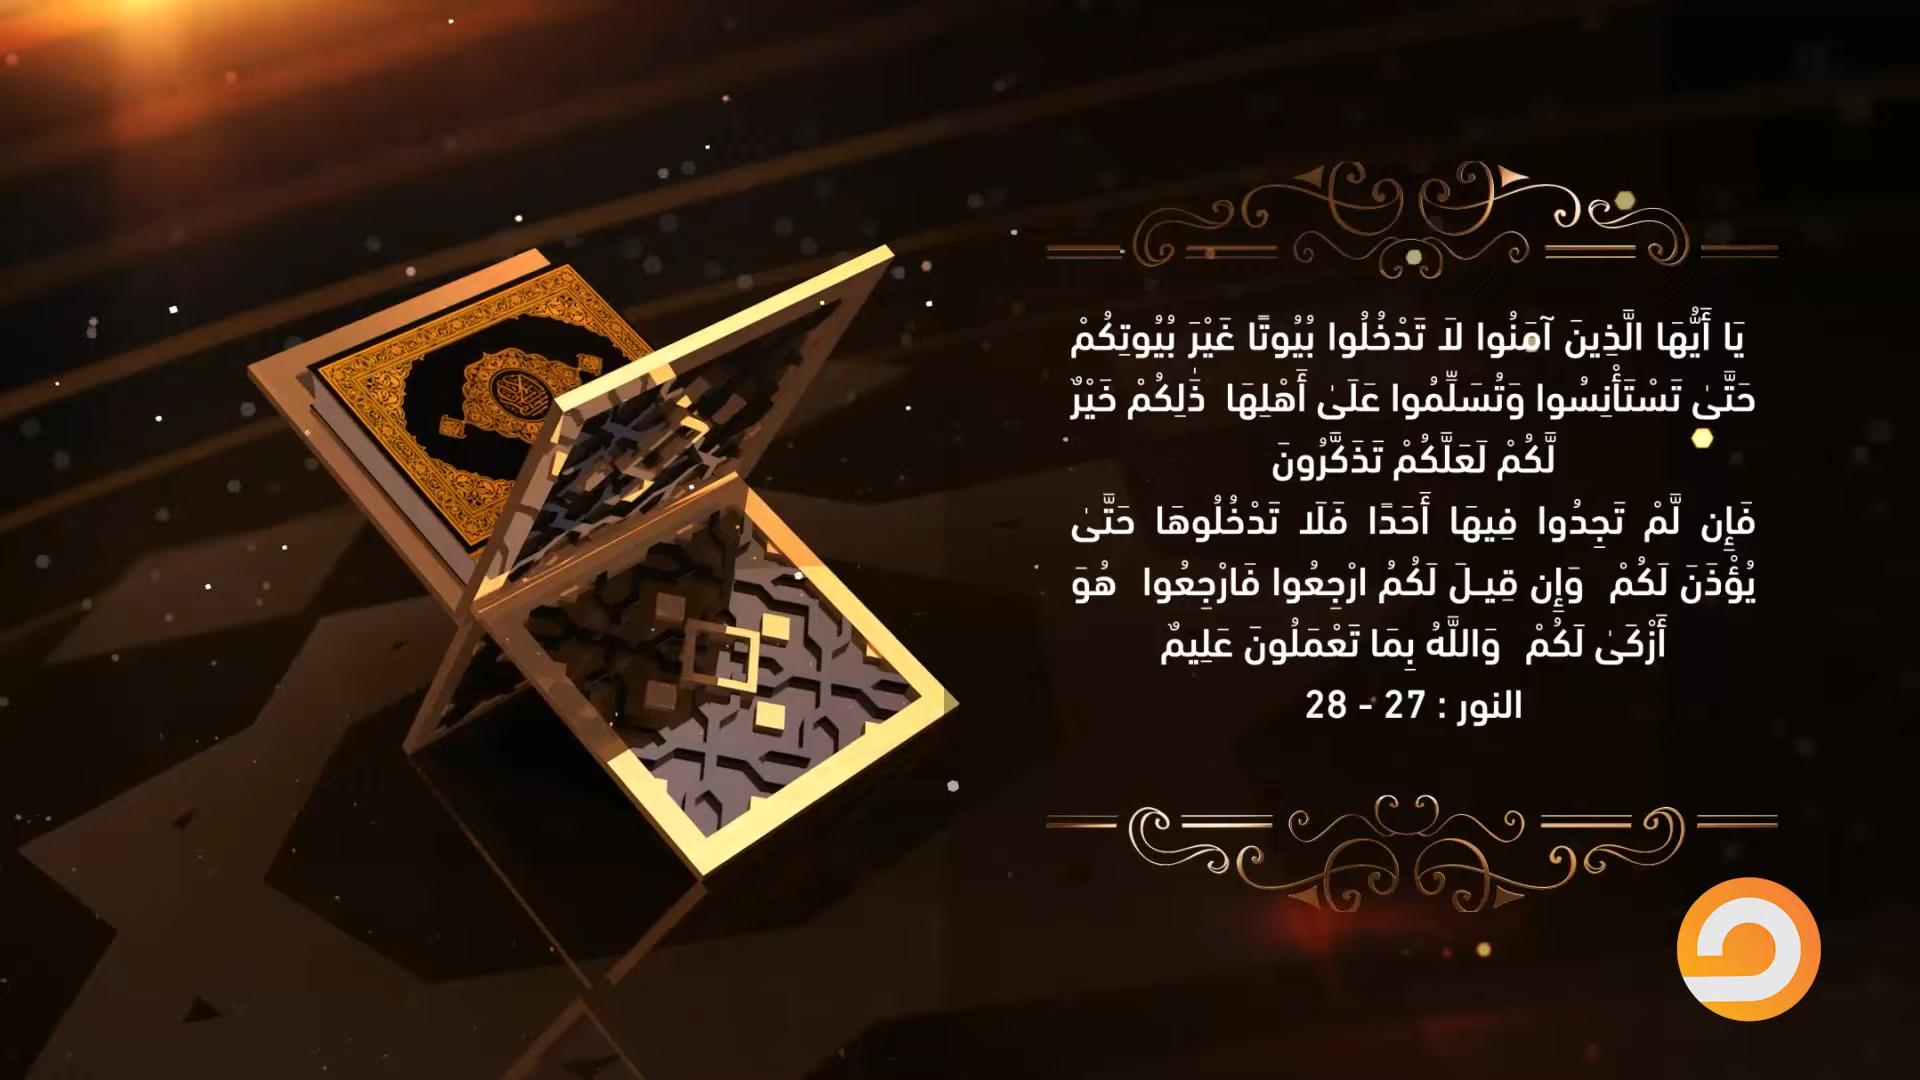 يَا أَيُّهَا الَّذِينَ آمَنُوا لَا تَدْخُلُوا بُيُوتًا غَيْرَ بُيُوتِكُمْ
حَتَّىٰ تَسْتَأْنِسُوا وَتُسَلِّمُوا عَلَىٰ أَهْلِهَا ذَٰلِكُمْ خَيْرٌ
لَّكُمْ لَعَلَّكُمْ تَذَكَّرُونَ
فَإِن لَّمْ تَجِدُوا فِيهَا أَحَدًا فَلَا تَدْخُلُوهَا حَتَّىٰ
يُؤْذَنَ لَكُمْ وَإِن قِيلَ لَكُمُ ارْجِعُوا فَارْجِعُوا هُوَ
أَزْكَىٰ لَكُمْ وَاللَّهُ بِمَا تَعْمَلُونَ عَلِيمٌ
النور : 27 - 28